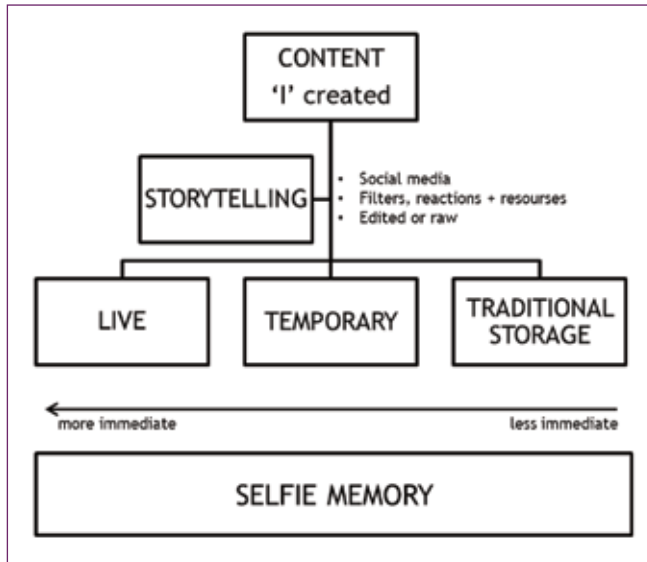 CONTENT
‘I’ created
STORYTELLING
• Social media
• Filters, reactions + resourses
• Edited or raw
LIVE
TEMPORARY
TRADITIONAL
STORAGE
more immediate
less immediate
SELFIE MEMORY